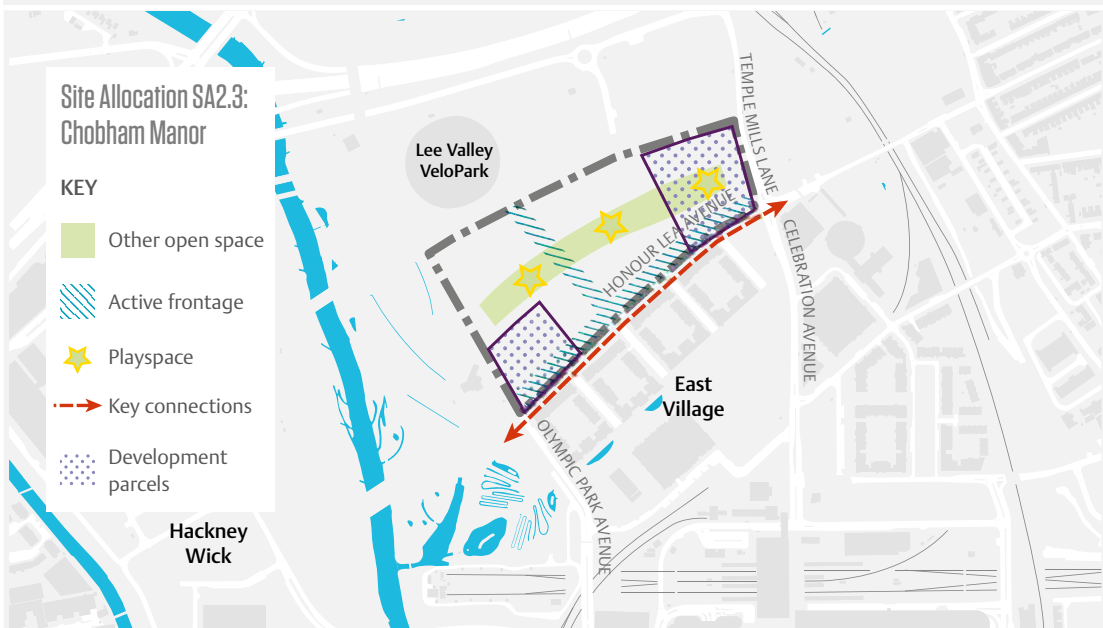 Site Allocation SA2.3:
Chobham Manor
KEY
Other open space
Active frontage
Playspace
Key connections
Development
parcels
Lee Valley
VeloPark
TEMPLE MILLS LANE
HONOUR LEA AVENUE
CELEBRATION AVENUE
East
Village
OLYMPIC PARK AVENUE
Hackney
Wick